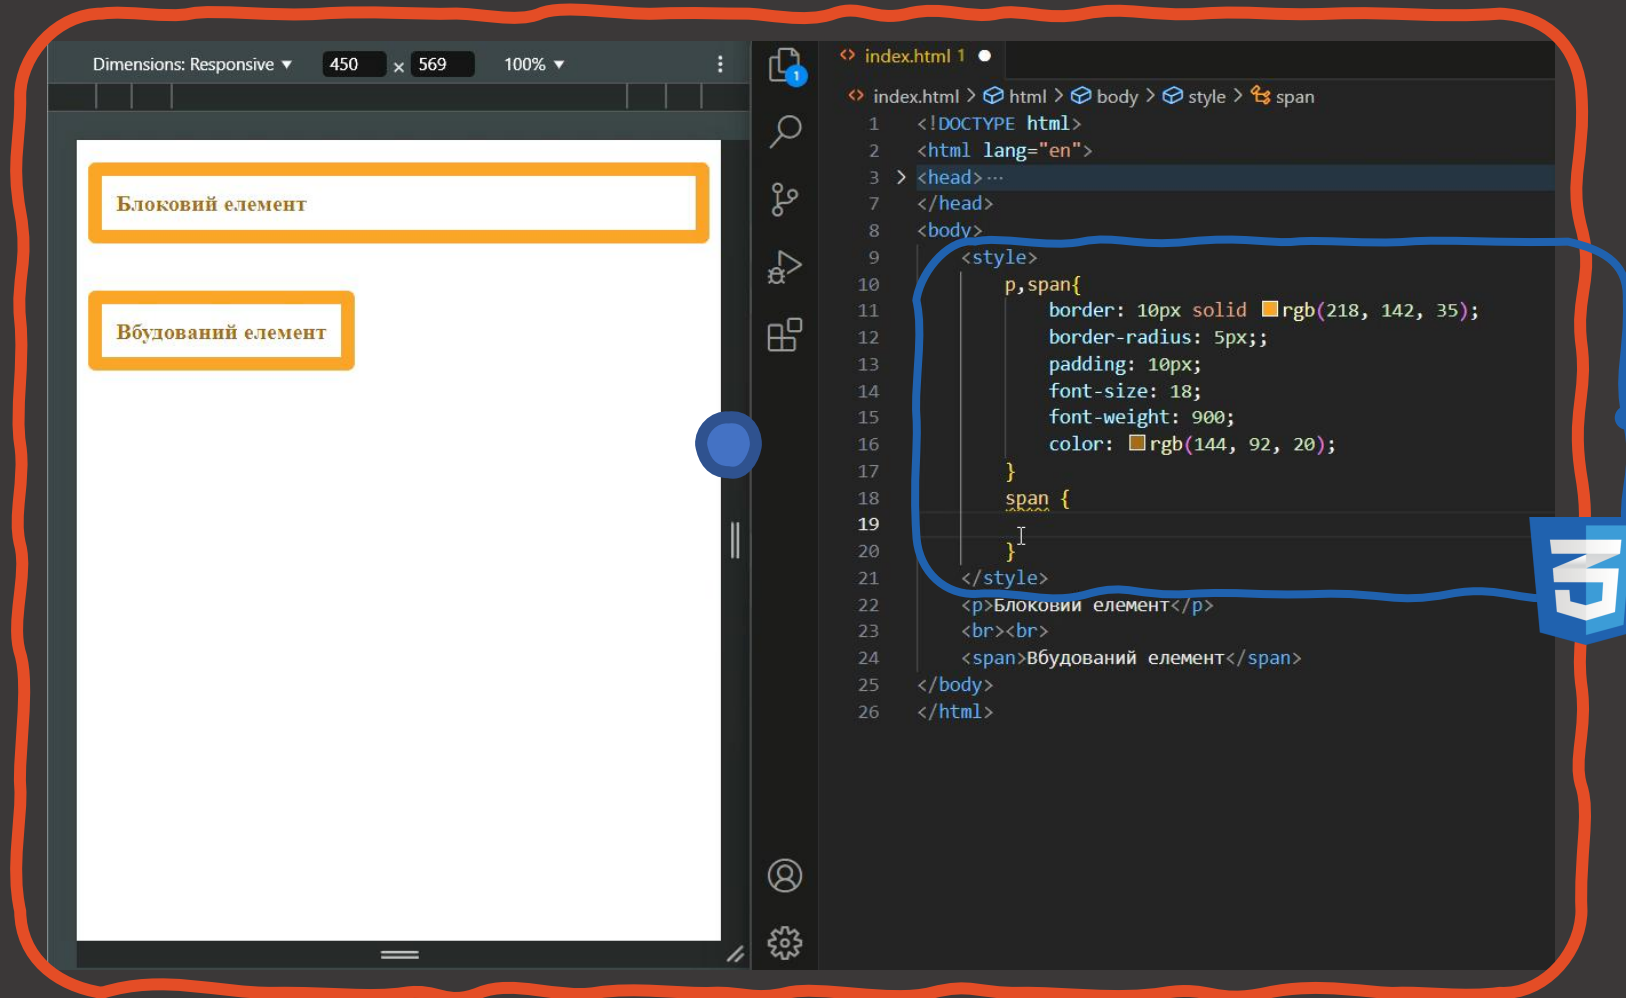 Dimensions: Responsive ▼ 450 × 569 100% ▼
Блоковий елемент
Вбудований елемент
1
index.html 1
index.html > html > body > style > span
1 <!DOCTYPE html>
2 <html lang="en">
3 <head>…
7 </head>
8 <body>
9 <style>
10 p,span{
11 border: 10px solid rgb(218, 142, 35);
12 border-radius: 5px;;
13 padding: 10px;
14 font-size: 18;
15 font-weight: 900;
16 color: rgb(144, 92, 20);
17 }
18 span {
19
20 }
21 </style>
22 <p>Блоковий елемент</p>
23 <br><br>
24 <span>Вбудований елемент</span>
25 </body>
26 </html>